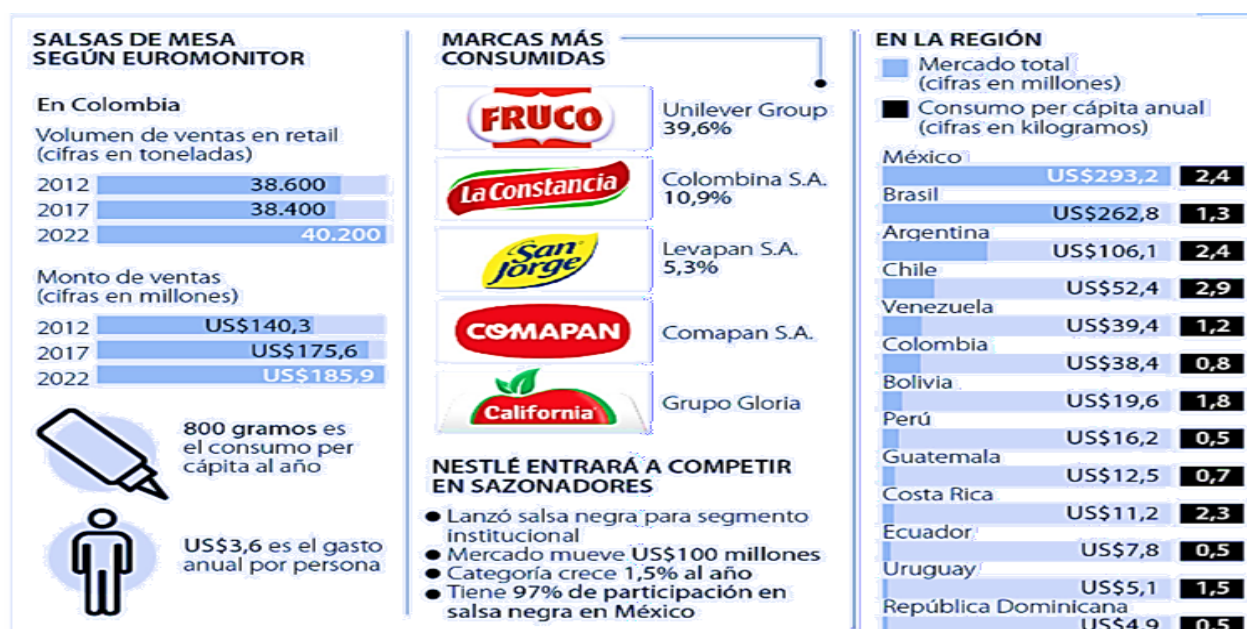 SALSAS DE MESA
SEGÚN EUROMONITOR
En Colombia
Volumen de ventas en retail
(cifras en toneladas)
2012 38.600
2017 38.400
2022 40.200
Monto de ventas
(cifras en millones)
2012 US$140,3
2017 US$175,6
2022 US$185,9
800 gramos es
el consumo per
cápita al año
US$3,6 es el gasto
anual por persona
MARCAS MÁS
CONSUMIDAS
FRUCO
Unilever Group
39,6%
La Constancia
Colombina S.A.
10,9%
San
Jorge
Levapan S.A.
5,3%
COMAPAN
Comapan S.A.
California
Grupo Gloria
NESTLÉ ENTRARÁ A COMPETIR
EN SAZONADORES
● Lanzó salsa negra para segmento
institucional
● Mercado mueve US$100 millones
● Categoría crece 1,5% al año
● Tiene 97% de participación en
salsa negra en México
EN LA REGIÓN
Mercado total
(cifras en millones)
Consumo per cápita anual
(cifras en kilogramos)
México
US$293,2 2,4
Brasil
US$262,8 1,3
Argentina
US$106,1 2,4
Chile
US$52,4 2,9
Venezuela
US$39,4 1,2
Colombia
US$38,4 0,8
Bolivia
US$19,6 1,8
Perú
US$16,2 0,5
Guatemala
US$12,5 0,7
Costa Rica
US$11,2 2,3
Ecuador
US$7,8 0,5
Uruguay
US$5,1 1,5
República Dominicana
US$4,9 0,5